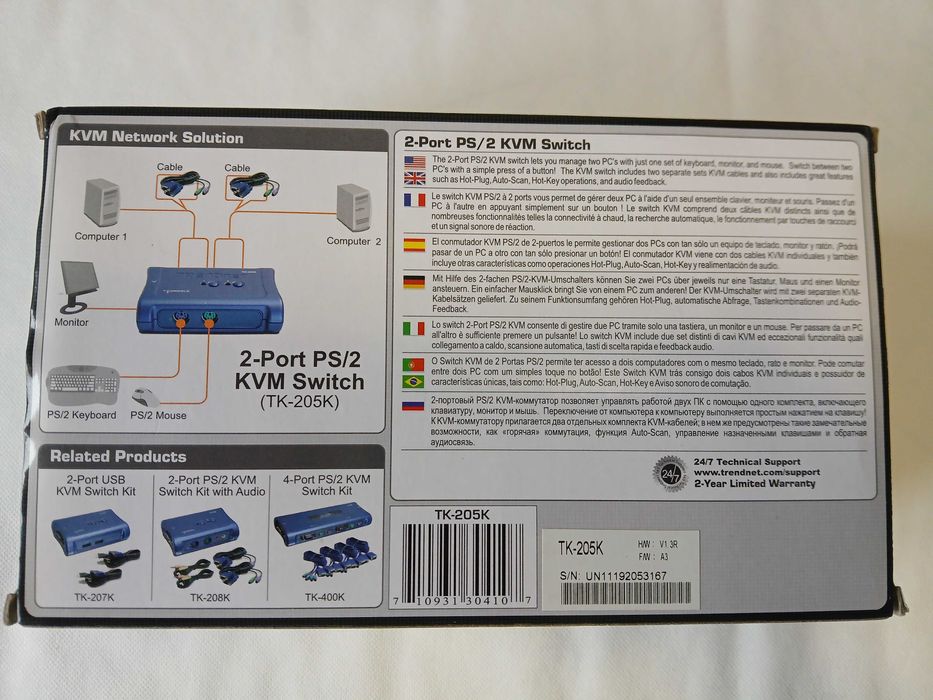 KVM Network Solution
Cable
Cable
Computer 1
Computer 2
Monitor
2-Port PS/2
KVM Switch
(TK-205K)
PS/2 Keyboard
PS/2 Mouse
Related Products
2-Port USB
KVM Switch Kit
2-Port PS/2 KVM
Switch Kit with Audio
4-Port PS/2 KVM
Switch Kit
TK-207K
TK-208K
TK-400K
2-Port PS/2 KVM Switch
The 2-Port PS/2 KVM switch lets you manage two PC's with just one set of keyboard, monitor, and mouse. Switch between two
PC's with a simple press of a button! The KVM switch includes two separate sets KVM cables and also includes great features
such as Hot-Plug, Auto-Scan, Hot-Key operations, and audio feedback.
Le switch KVM PS/2 à 2 ports vous permet de gérer deux PC à l'aide d'un seul ensemble clavier, moniteur et souris. Passez d'un
PC à l'autre en appuyant simplement sur un bouton ! Le switch KVM comprend deux câbles KVM distincts ainsi que de
nombreuses fonctionnalités telles la connectivité à chaud, la recherche automatique, le fonctionnement par touches de raccourci
et un signal sonore de réaction.
El conmutador KVM PS/2 de 2-puertos le permite gestionar dos PCs con tan sólo un equipo de teclado, monitor y ratón. ¡Podrá
pasar de un PC a otro con tan sólo presionar un botón! El conmutador KVM viene con dos cables KVM individuales y también
incluye otras características como operaciones Hot-Plug, Auto-Scan, Hot-Key y realimentación de audio.
Mit Hilfe des 2-fachen PS/2-KVM-Umschalters können Sie zwei PCs über jeweils nur eine Tastatur, Maus und einen Monitor
ansteuern. Ein einfacher Mausklick bringt Sie von einem PC zum anderen! Der KVM-Umschalter wird mit zwei separaten KVM-
Kabelsätzen geliefert. Zu seinem Funktionsumfang gehören Hot-Plug, automatische Abfrage, Tastenkombinationen und Audio-
Feedback.
Lo switch 2-Port PS/2 KVM consente di gestire due PC tramite solo una tastiera, un monitor e un mouse. Per passare da un PC
all'altro è sufficiente premere un pulsante! Lo switch KVM include due set distinti di cavi KVM ed eccezionali funzionalità quali
collegamento a caldo, scansione automatica, tasti di scelta rapida e feedback audio.
O Switch KVM de 2 Portas PS/2 permite ter acesso a dois computadores com o mesmo teclado, rato e monitor. Pode comutar
entre dois PC com um simples toque no botão! Este Switch KVM trás consigo dois cabos KVM individuais e possuidor de
características únicas, tais como: Hot-Plug, Auto-Scan, Hot-Key e Aviso sonoro de comutação.
2-портовый PS/2 KVM-коммутатор позволяет управлять работой двух ПК с помощью одного комплекта, включающего
клавиатуру, монитор и мышь. Переключение от компьютера к компьютеру выполняется простым нажатием на клавишу!
К KVM-коммутатору прилагается два отдельных комплекта KVM-кабелей; в нем же предусмотрены такие замечательные
возможности, как «горячая» коммутация, функция Auto-Scan, управление назначенными клавишами и обратная
аудиосвязь.
24/7
24/7 Technical Support
www.trendnet.com/support
2-Year Limited Warranty
TK-205K
7 10931 30410 7
TK-205K
H/W : V1.3R
F/W : A3
S/N: UN11192053167